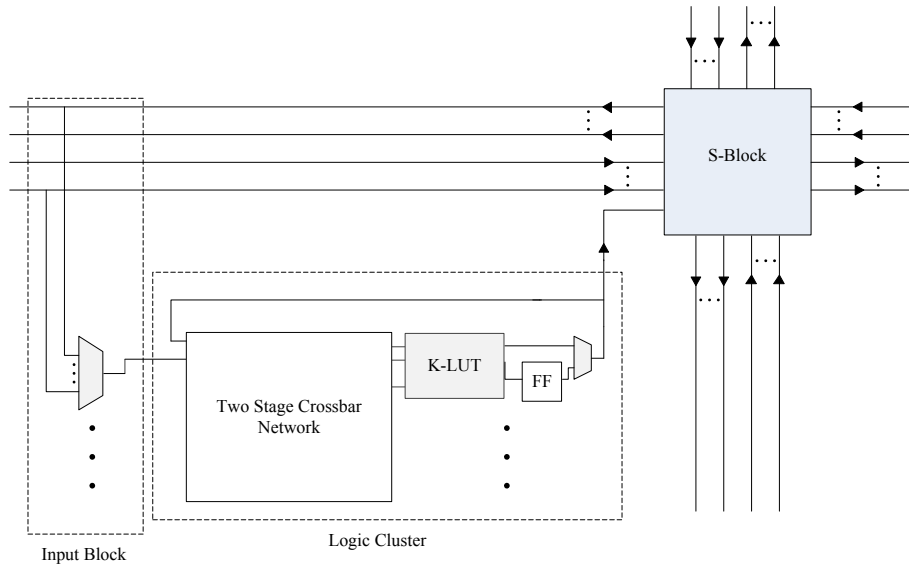 S-Block
K-LUT
FF
Two Stage Crossbar
Network
Logic Cluster
Input Block